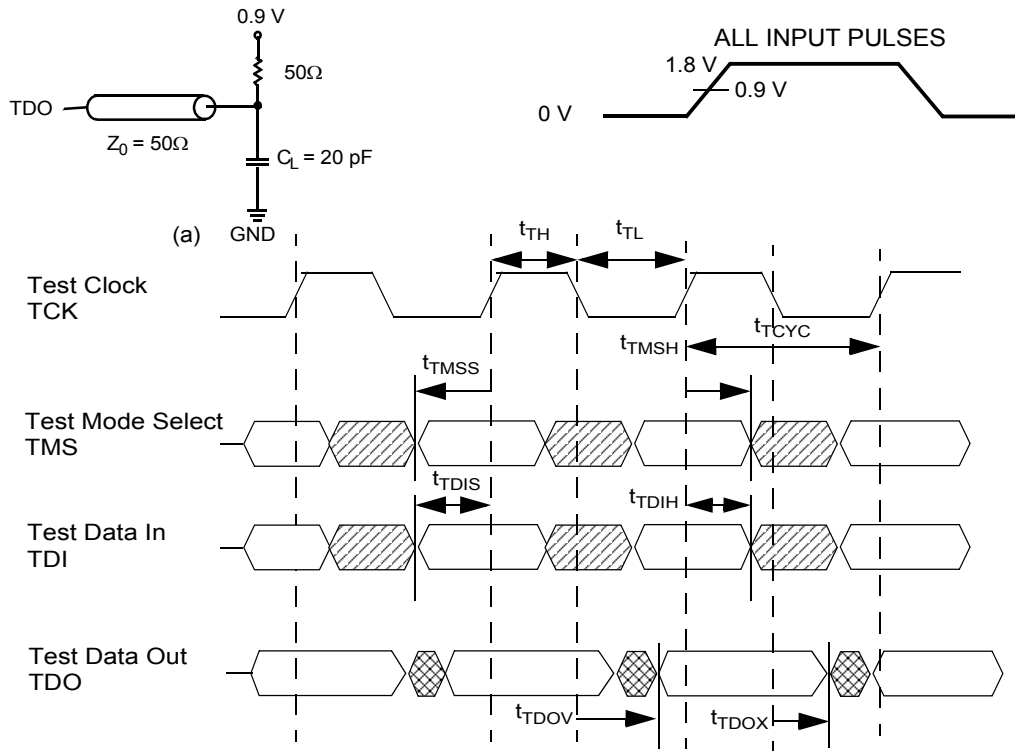 0.9 V
50Ω
TDO
Z0 = 50Ω
CL = 20 pF
(a) GND
ALL INPUT PULSES
1.8 V
0.9 V
0 V
tTH
tTL
Test Clock
TCK
tTMSH
tTCYC
tTMSS
Test Mode Select
TMS
tTDIS
tTDIH
Test Data In
TDI
Test Data Out
TDO
tTDOV
tTDOX